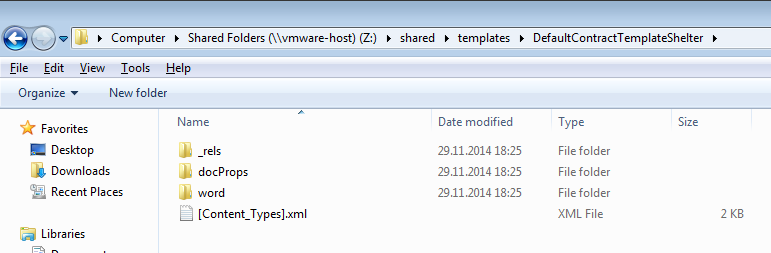 Computer ▸ Shared Folders (\\vmware-host) (Z:) ▸ shared ▸ templates ▸ DefaultContractTemplateShelter ▸
File Edit View Tools Help
Organize New folder
Favorites
Desktop
Downloads
Recent Places
Libraries
Name Date modified Type Size
_rels 29.11.2014 18:25 File folder
docProps 29.11.2014 18:25 File folder
word 29.11.2014 18:25 File folder
[Content_Types].xml XML File 2 KB